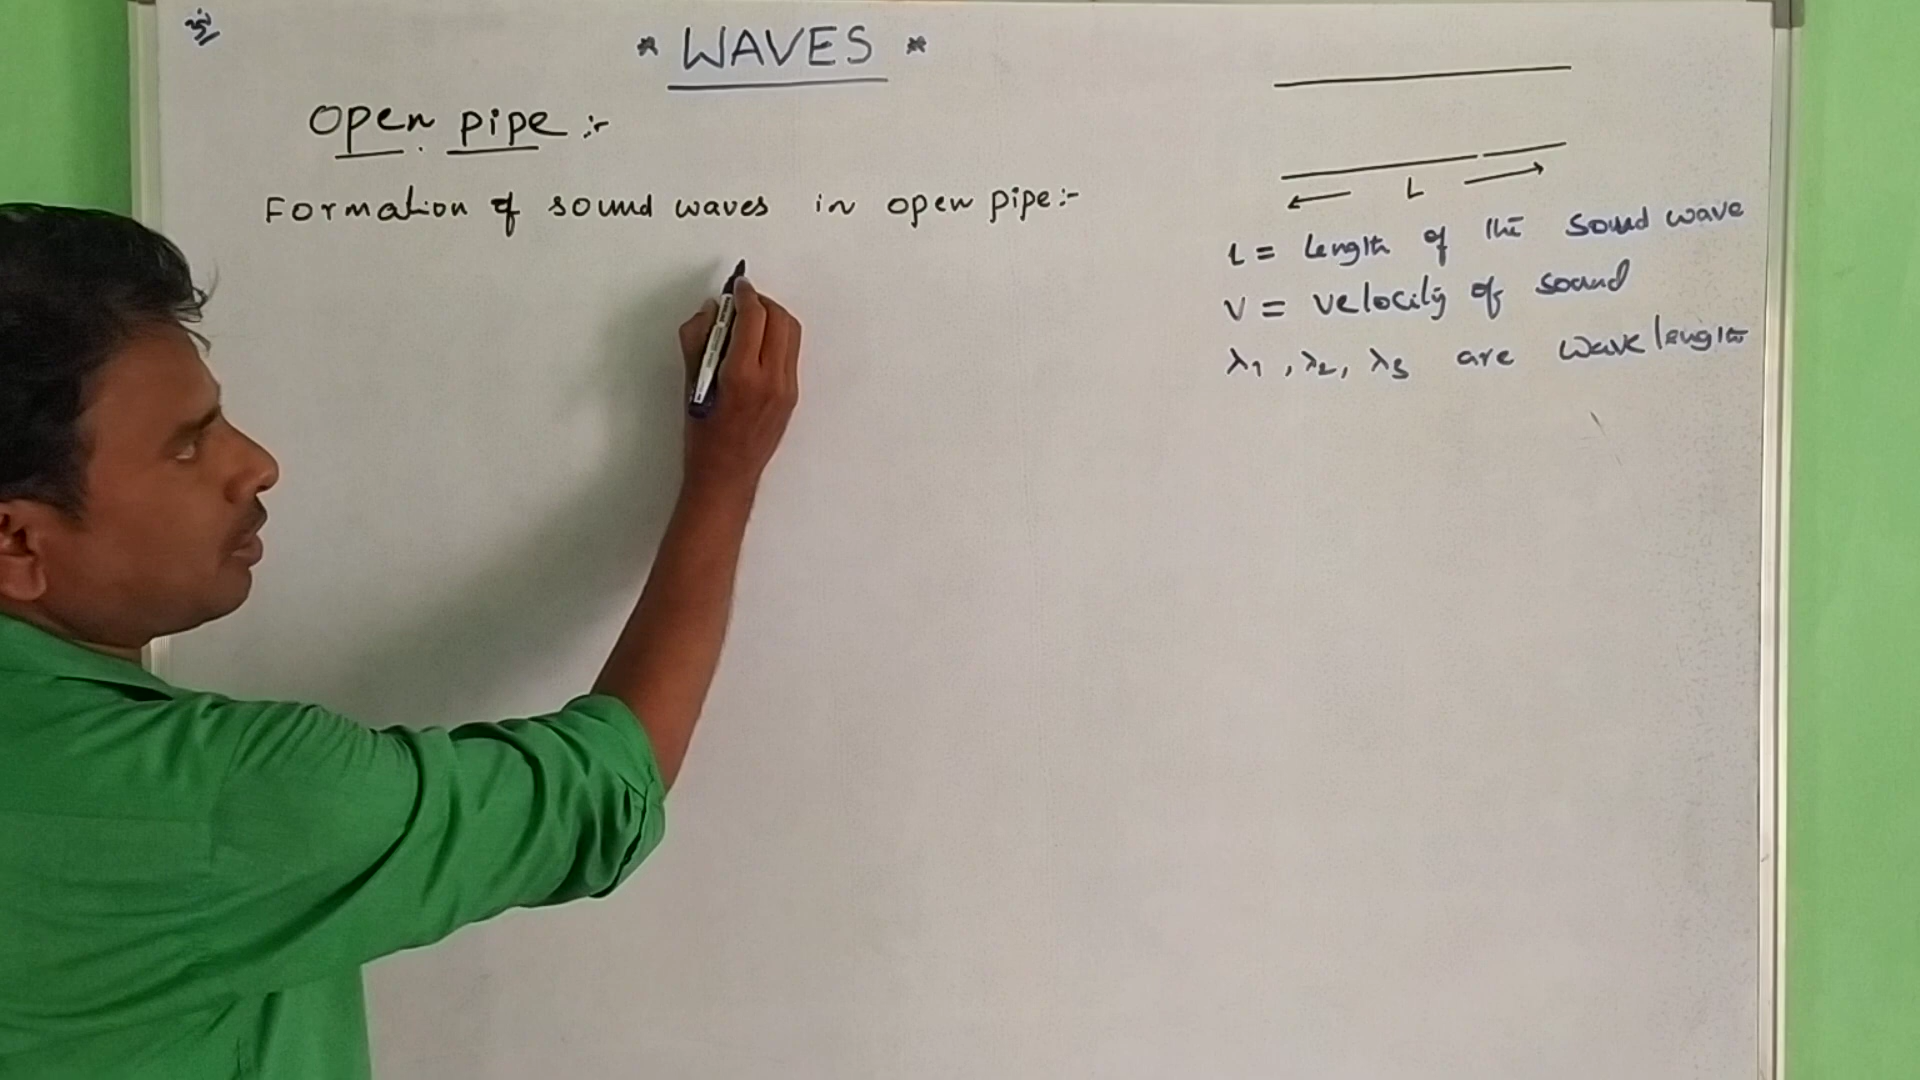 * WAVES *
Open pipe :-
Formation of sound waves in open pipe :-
L
L = Length of the sound wave
V = velocity of sound
λ1 , λ2, λ3 are wave length